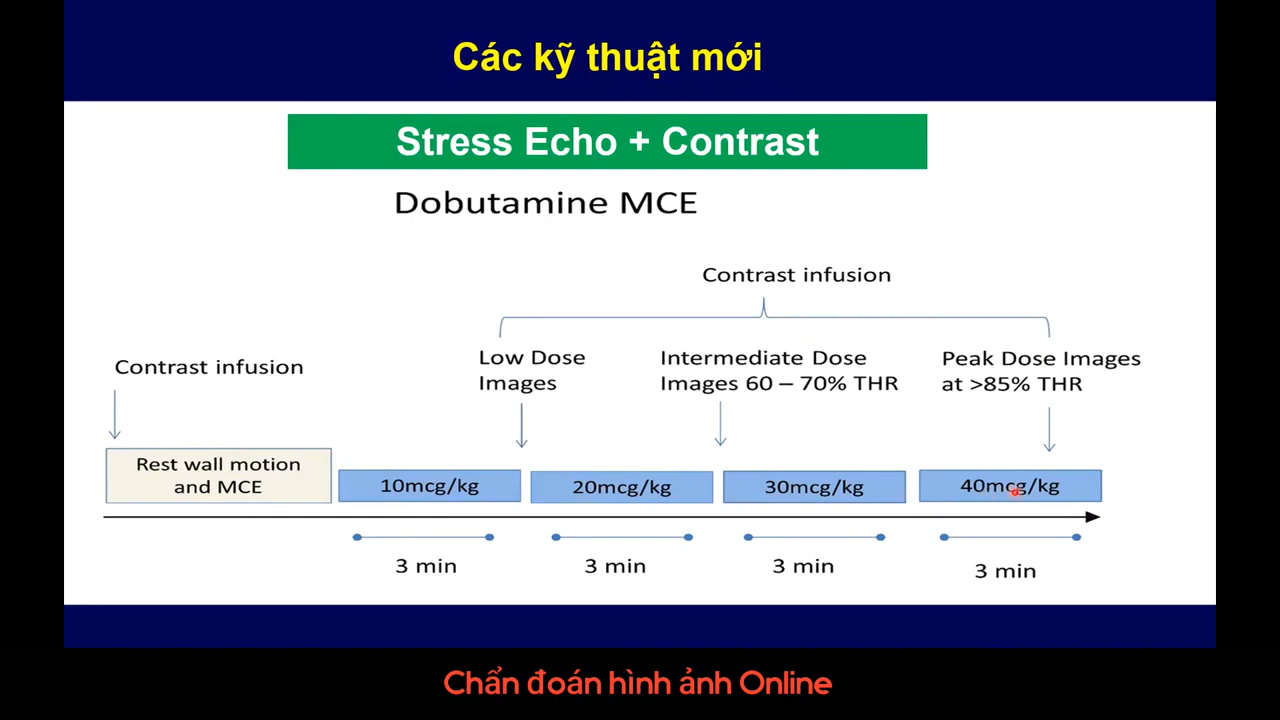 Các kỹ thuật mới
Stress Echo + Contrast
Dobutamine MCE
Contrast infusion
Contrast infusion
Low Dose
Images
Intermediate Dose
Images 60 – 70% THR
Peak Dose Images
at >85% THR
Rest wall motion
and MCE
10mcg/kg
20mcg/kg
30mcg/kg
40mcg/kg
3 min
3 min
3 min
3 min
Chẩn đoán hình ảnh Online